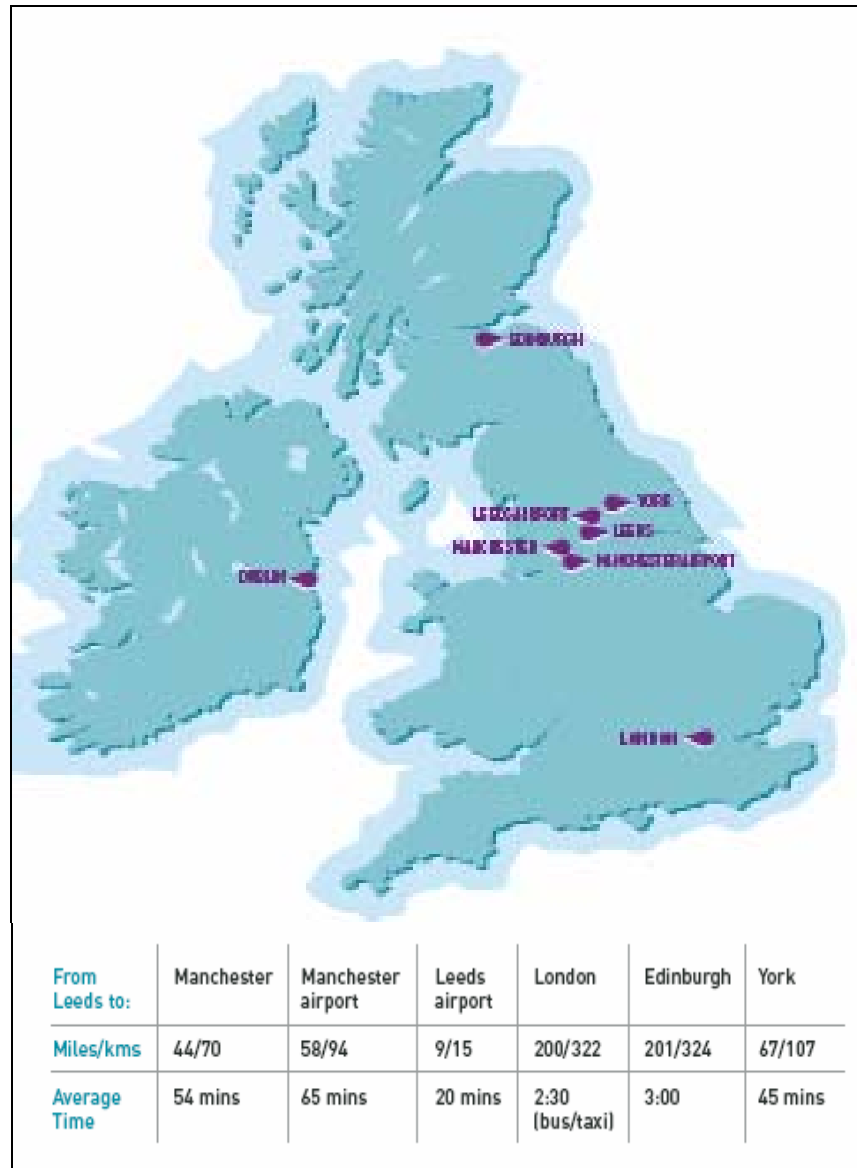 EDINBURGH
YORK
LEEDS AIRPORT
LEEDS
MANCHESTER
MANCHESTER AIRPORT
DUBLIN
LONDON
From Leeds to: Manchester Manchester airport Leeds airport London Edinburgh York
Miles/kms 44/70 58/94 9/15 200/322 201/324 67/107
Average Time 54 mins 65 mins 20 mins 2:30 (bus/taxi) 3:00 45 mins